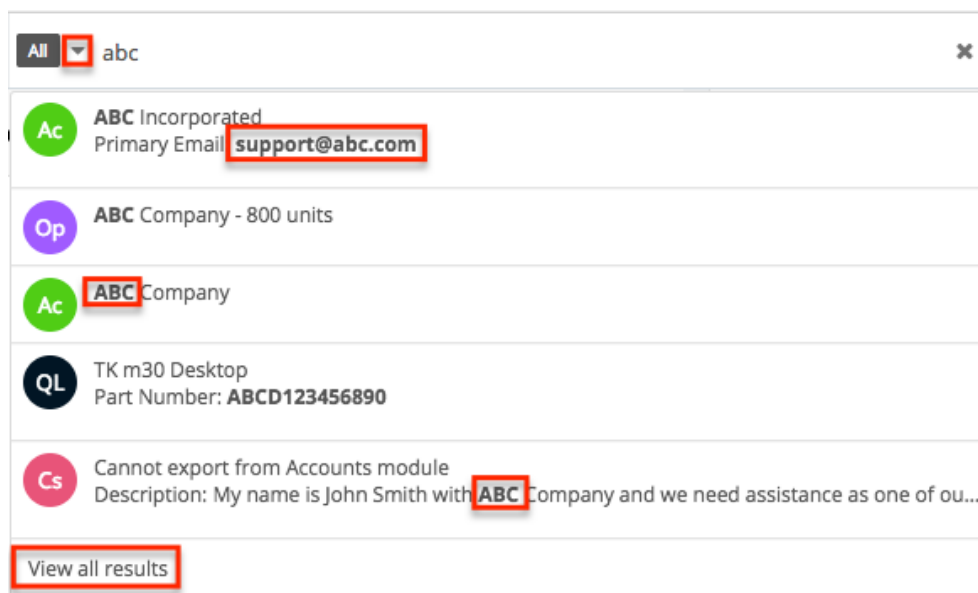 All abc
Ac
ABC Incorporated
Primary Email support@abc.com
Op
ABC Company - 800 units
Ac
ABC Company
QL
TK m30 Desktop
Part Number: ABCD123456890
Cs
Cannot export from Accounts module
Description: My name is John Smith with ABC Company and we need assistance as one of ou...
View all results